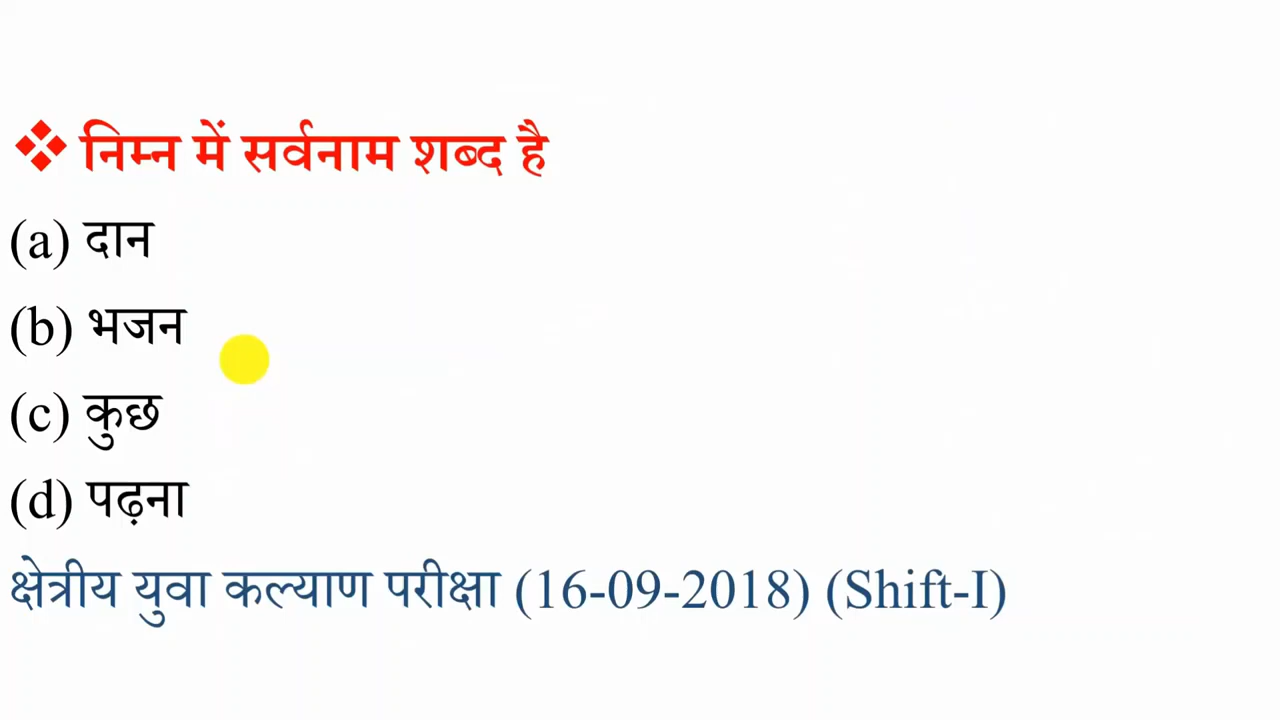 ❖ निम्न में सर्वनाम शब्द है
(a) दान
(b) भजन
(c) कुछ
(d) पढ़ना
क्षेत्रीय युवा कल्याण परीक्षा (16-09-2018) (Shift-I)